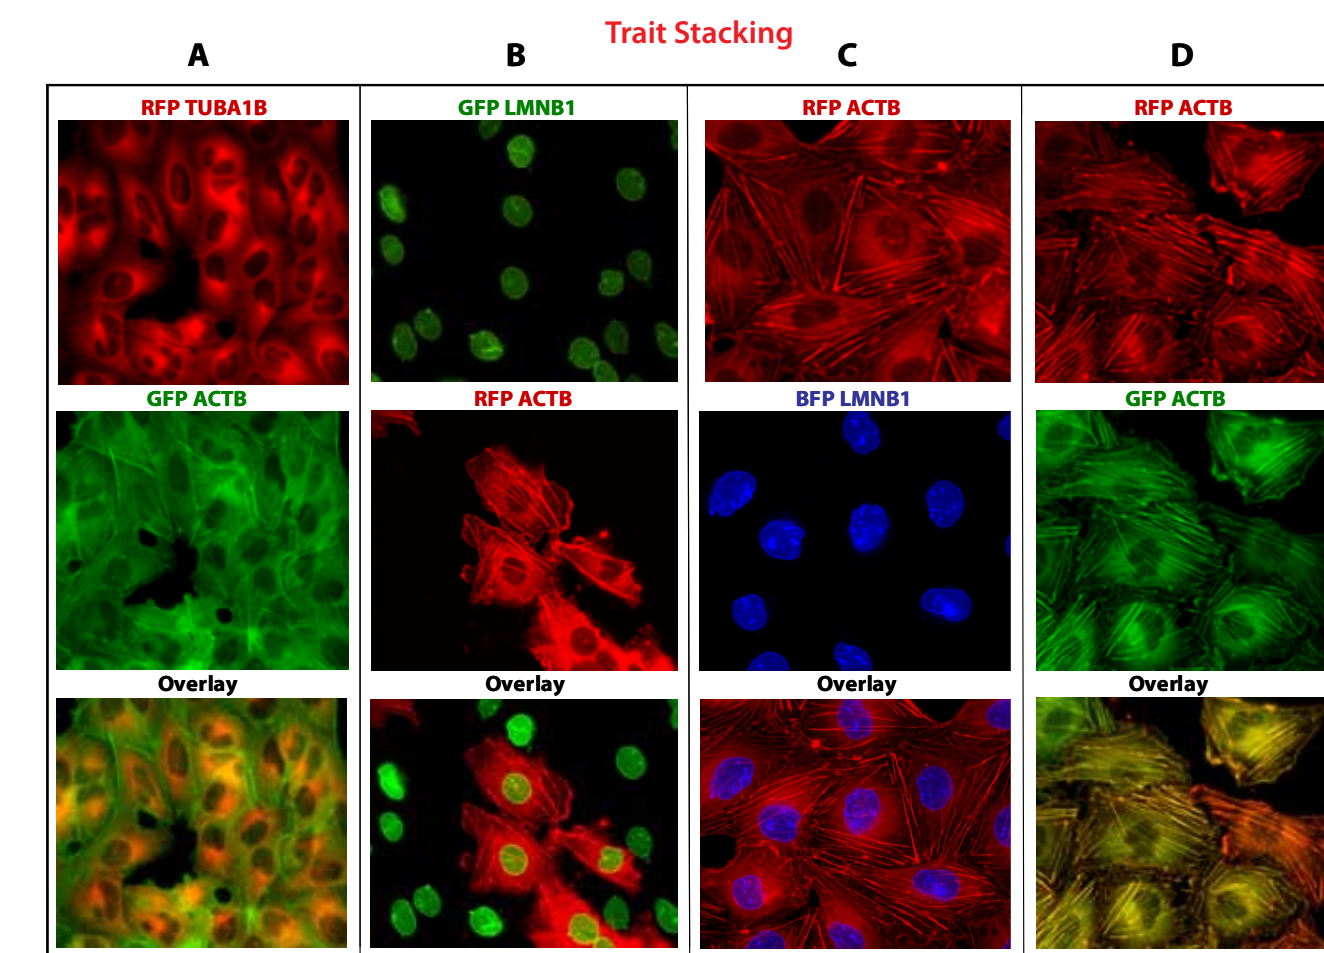 Trait Stacking
A B C D
RFP TUBA1B GFP LMNB1 RFP ACTB RFP ACTB
GFP ACTB RFP ACTB BFP LMNB1 GFP ACTB
Overlay Overlay Overlay Overlay